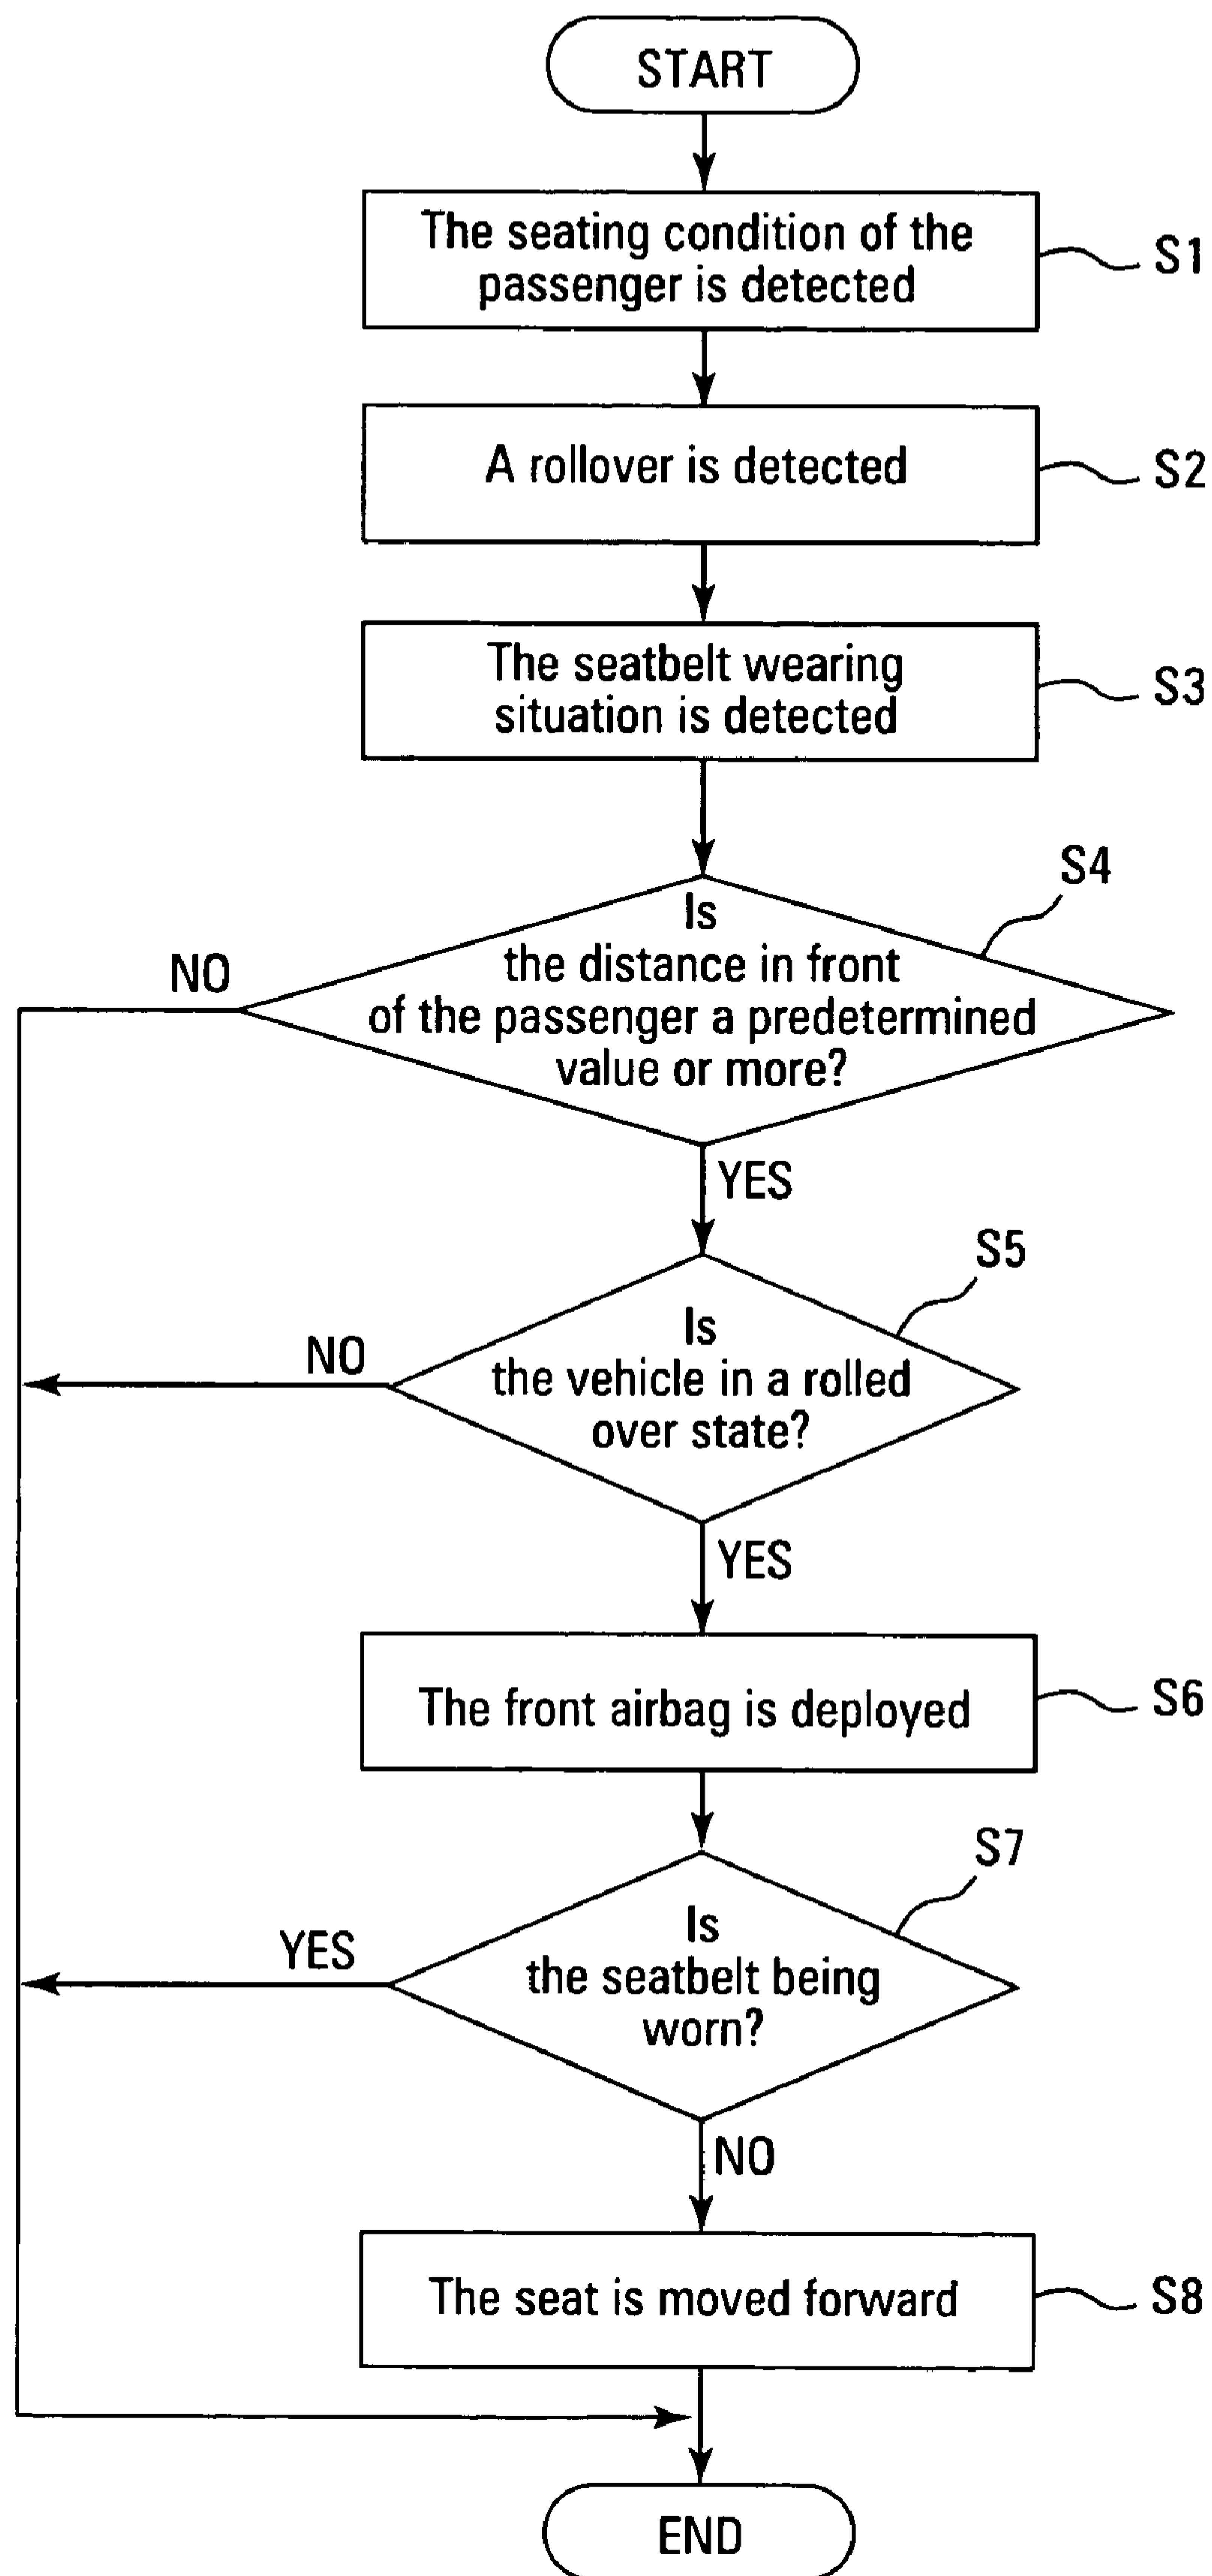 START
The seating condition of the
passenger is detected
S1
A rollover is detected
S2
The seatbelt wearing
situation is detected
S3
S4
Is
the distance in front
of the passenger a predetermined
value or more?
NO
YES
S5
Is
the vehicle in a rolled
over state?
NO
YES
The front airbag is deployed
S6
S7
Is
the seatbelt being
worn?
YES
NO
The seat is moved forward
S8
END